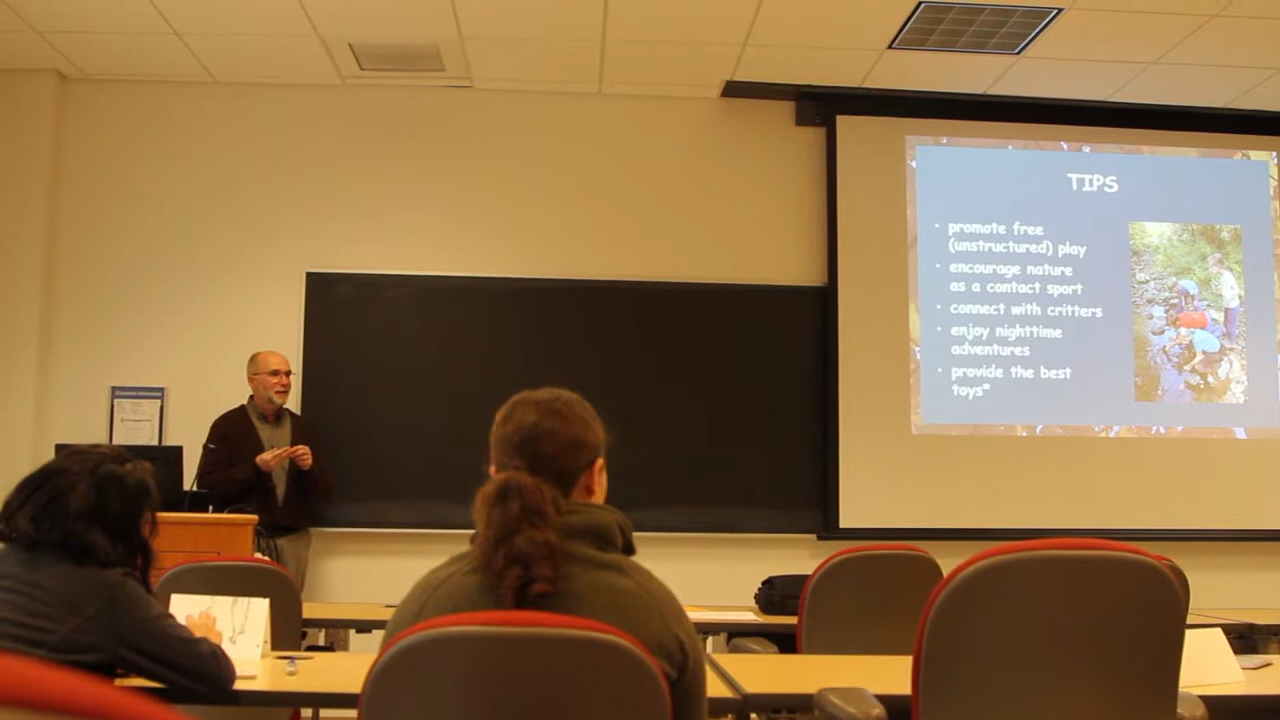 TIPS
• promote free
(unstructured) play
• encourage nature
as a contact sport
• connect with critters
• enjoy nighttime
adventures
• provide the best
toys*